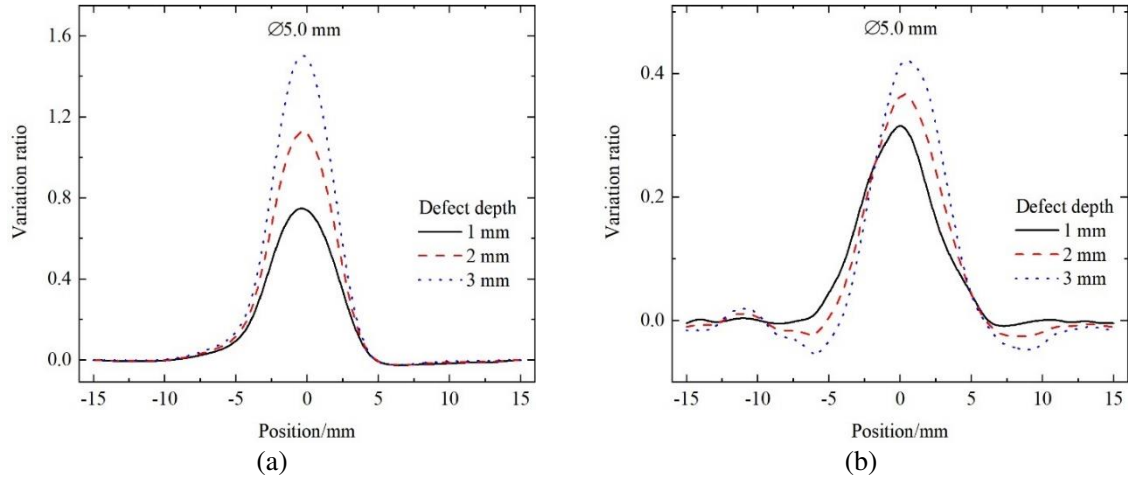 ∅5.0 mm
1.6
1.2
0.8
0.4
0.0
Variation ratio
Defect depth
1 mm
2 mm
3 mm
-15 -10 -5 0 5 10 15
Position/mm
(a)
∅5.0 mm
0.4
0.2
0.0
Variation ratio
Defect depth
1 mm
2 mm
3 mm
-15 -10 -5 0 5 10 15
Position/mm
(b)